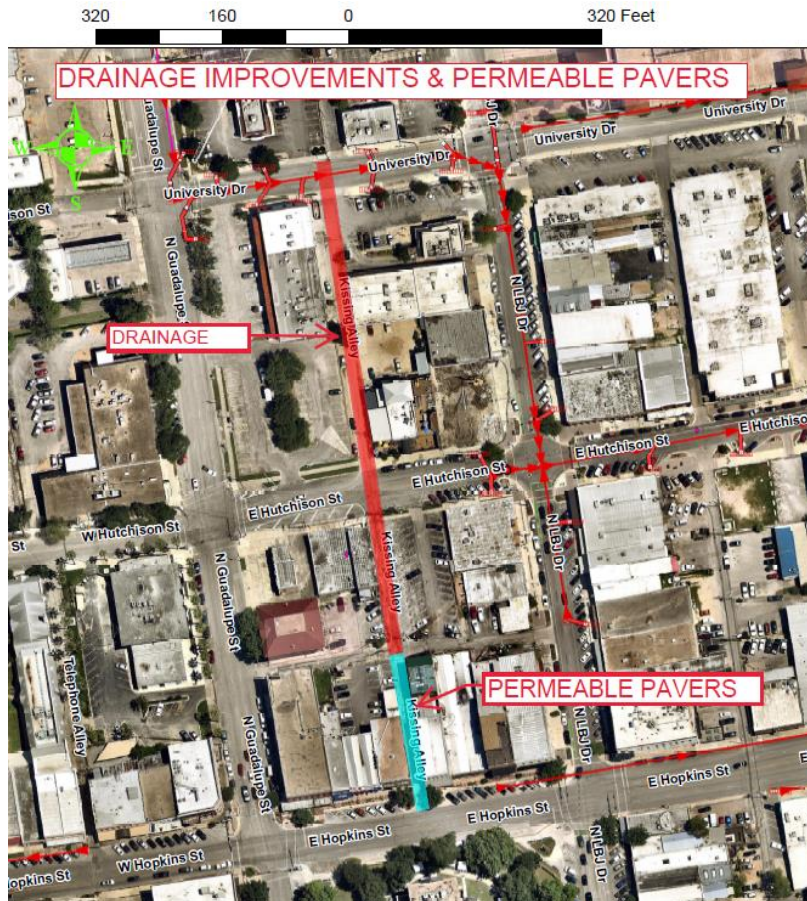 320 160 0 320 Feet
DRAINAGE IMPROVEMENTS & PERMEABLE PAVERS
University Dr
W E
S
University Dr
University Dr
N Guadalupe St
N LBJ Dr
Kissing Alley
DRAINAGE
E Hutchison St
E Hutchison St
E Hutchison St
W Hutchison St
St
Kissing Alley
N LBJ Dr
N Guadalupe St
Telephone Alley
PERMEABLE PAVERS
Kissing Alley
N Guadalupe St
N LBJ Dr
E Hopkins St
E Hopkins St
W Hopkins St
N LBJ Dr